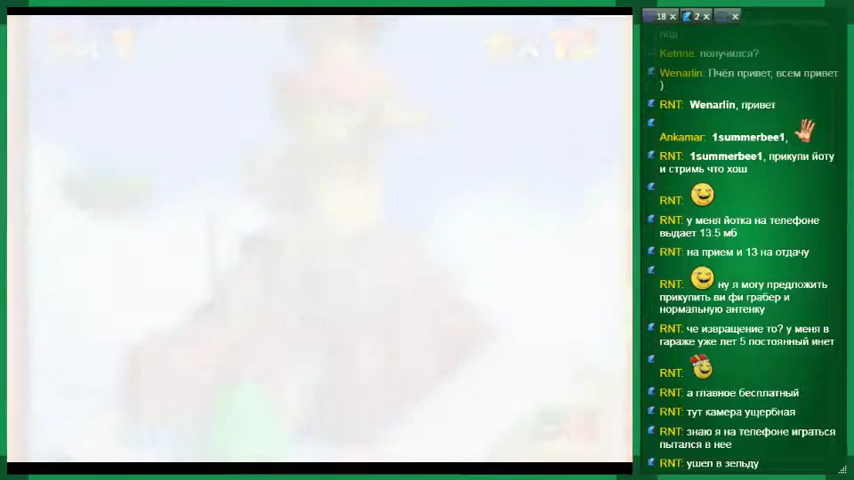 18 x 2 x x
под
Ketrine: получился?
Wenarlin: Пчёл привет, всем привет
)
RNT: Wenarlin, привет
Ankamar: 1summerbee1,
RNT: 1summerbee1, прикупи йоту
и стримь что хош
RNT:
RNT: у меня йотка на телефоне
выдает 13.5 мб
RNT: на прием и 13 на отдачу
RNT: ну я могу предложить
прикупить ви фи грабер и
нормальную антенку
RNT: че извращение то? у меня в
гараже уже лет 5 постоянный инет
RNT:
RNT: а главное бесплатный
RNT: тут камера ущербная
RNT: знаю я на телефоне играться
пытался в нее
RNT: ушел в зельду